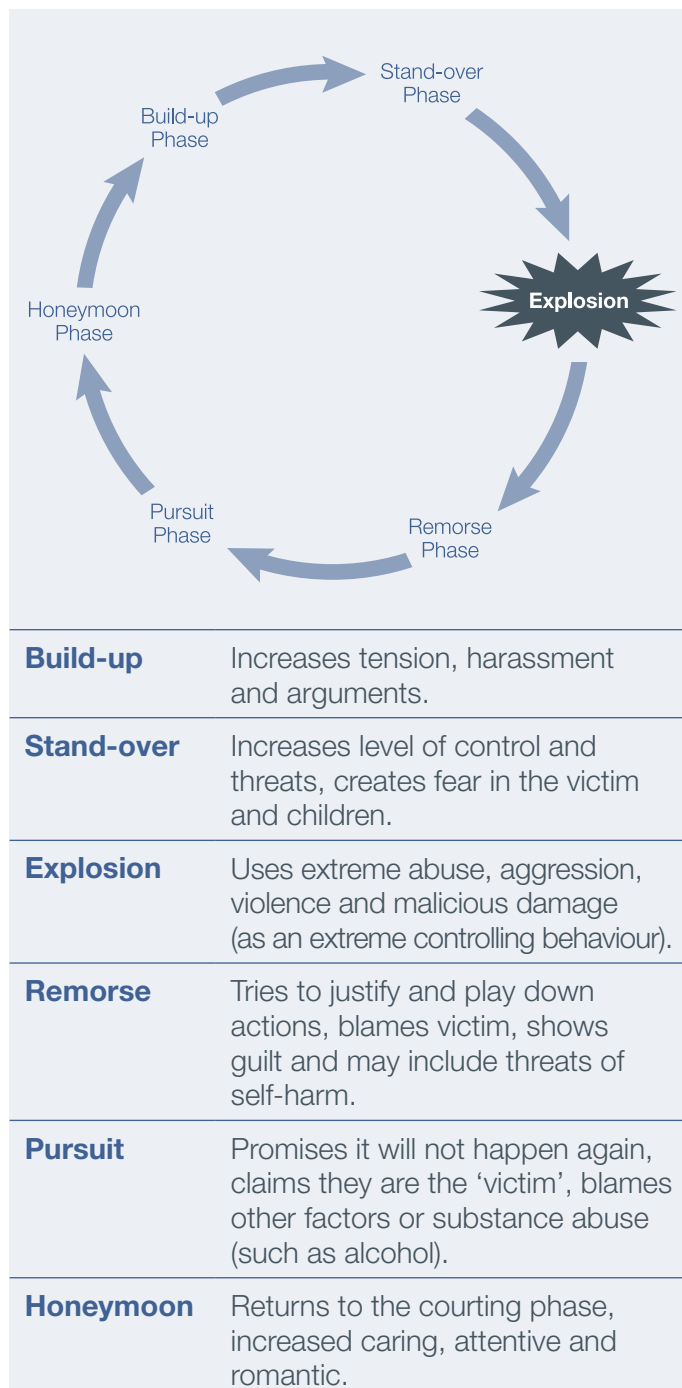 Stand-over
Phase
Build-up
Phase
Explosion
Honeymoon
Phase
Pursuit
Phase
Remorse
Phase
Build-up
Increases tension, harassment
and arguments.
Stand-over
Increases level of control and
threats, creates fear in the victim
and children.
Explosion
Uses extreme abuse, aggression,
violence and malicious damage
(as an extreme controlling behaviour).
Remorse
Tries to justify and play down
actions, blames victim, shows
guilt and may include threats of
self-harm.
Pursuit
Promises it will not happen again,
claims they are the ‘victim’, blames
other factors or substance abuse
(such as alcohol).
Honeymoon
Returns to the courting phase,
increased caring, attentive and
romantic.